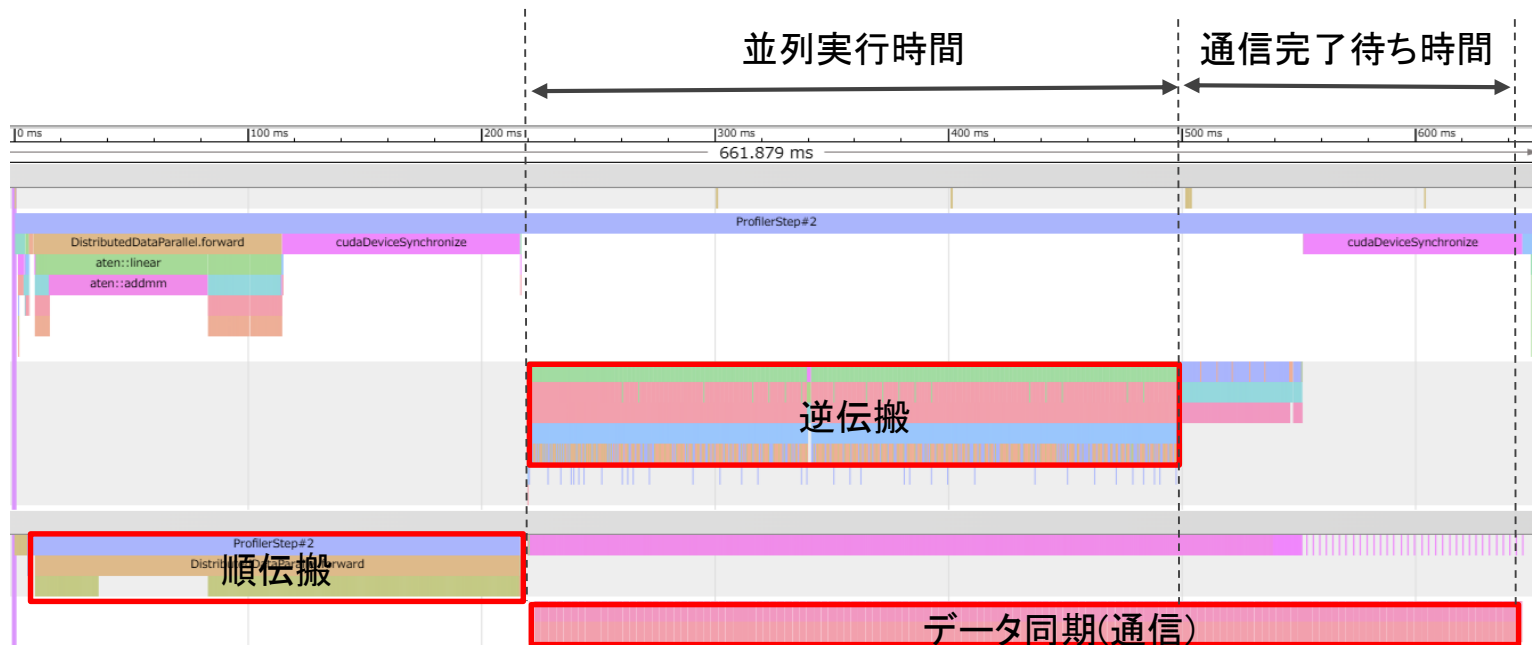 並列実行時間
通信完了待ち時間
0 ms
100 ms
200 ms
300 ms
400 ms
500 ms
600 ms
661.879 ms
ProfilerStep#2
DistributedDataParallel.forward
cudaDeviceSynchronize
cudaDeviceSynchronize
aten::linear
aten::addmm
逆伝搬
ProfilerStep#2
DistributedDataParallel.forward
順伝搬
データ同期(通信)